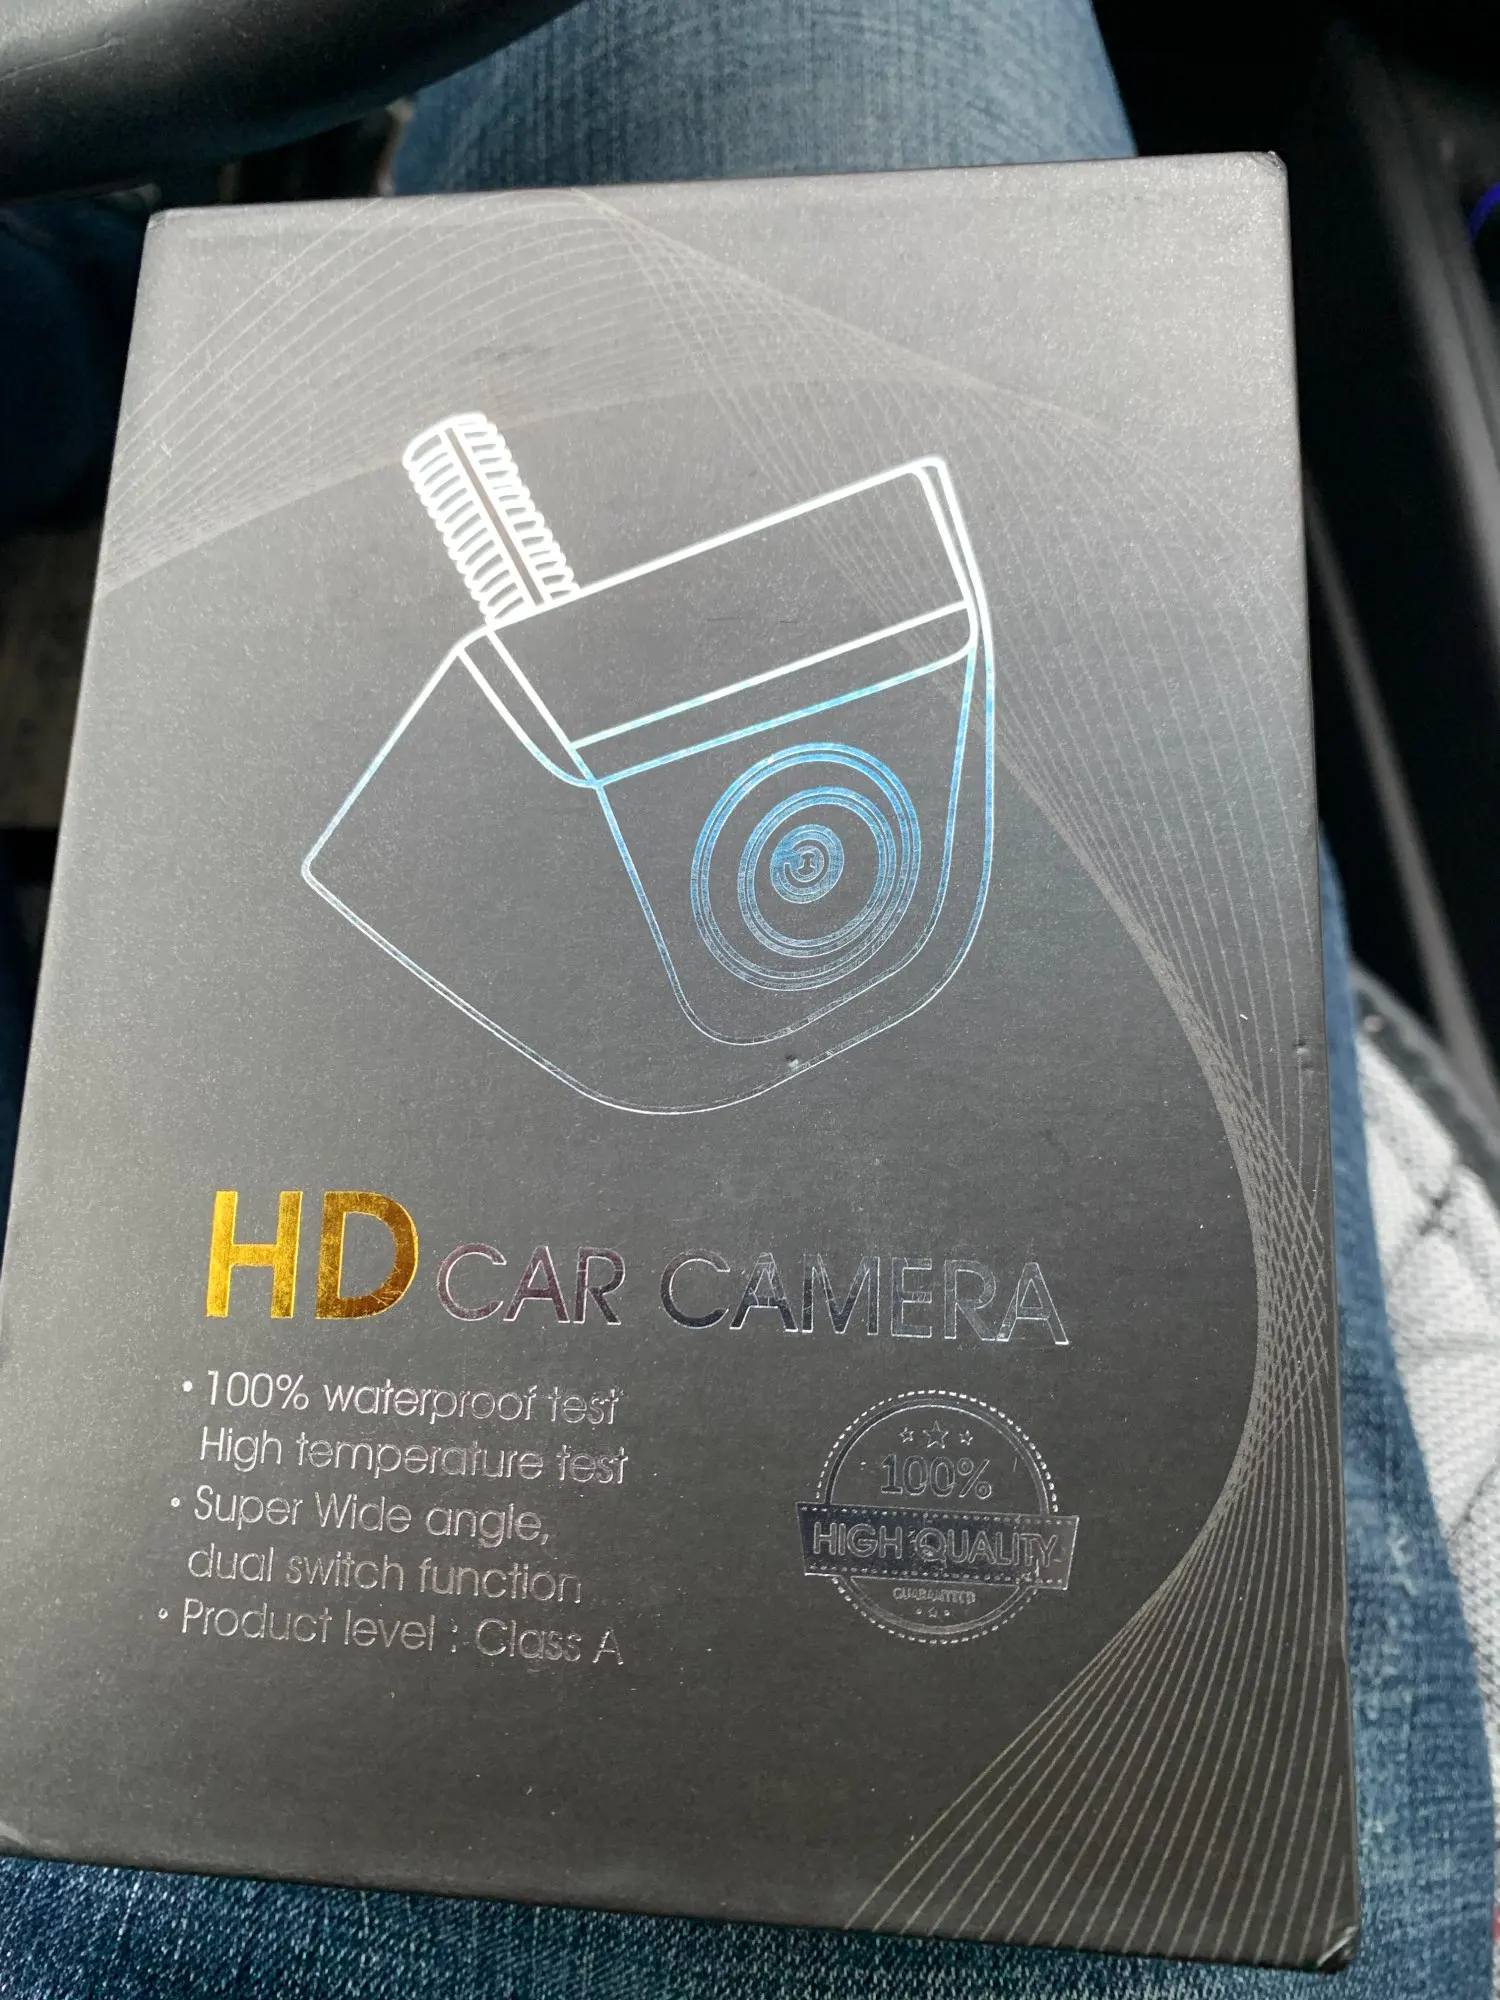 HD CAR CAMERA
• 100% waterproof test
High temperature test
• Super Wide angle,
dual switch function
• Product level : Class A
100%
HIGH QUALITY
GUARANTEED